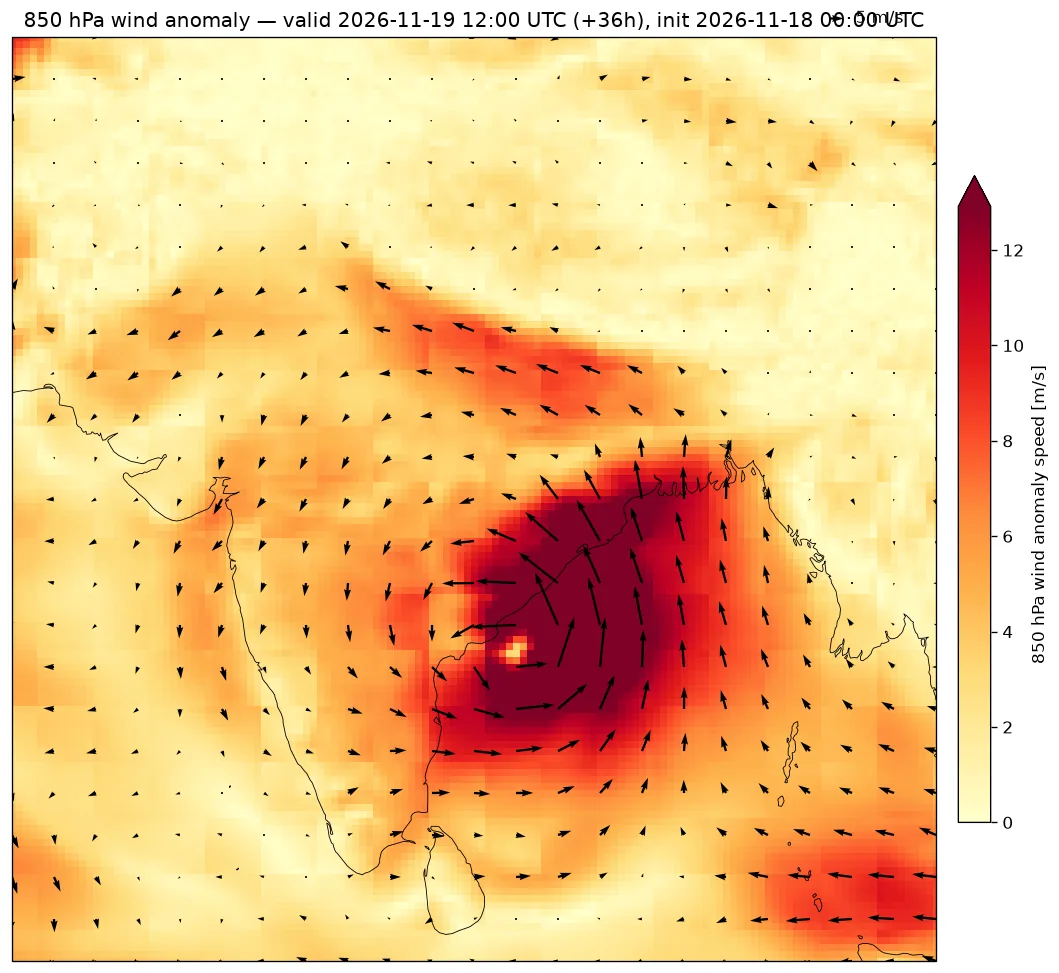 850 hPa wind anomaly — valid 2026-11-19 12:00 UTC (+36h), init 2026-11-18 00:00 UTC
5 m/s
12
10
8
6
4
2
0
850 hPa wind anomaly speed [m/s]